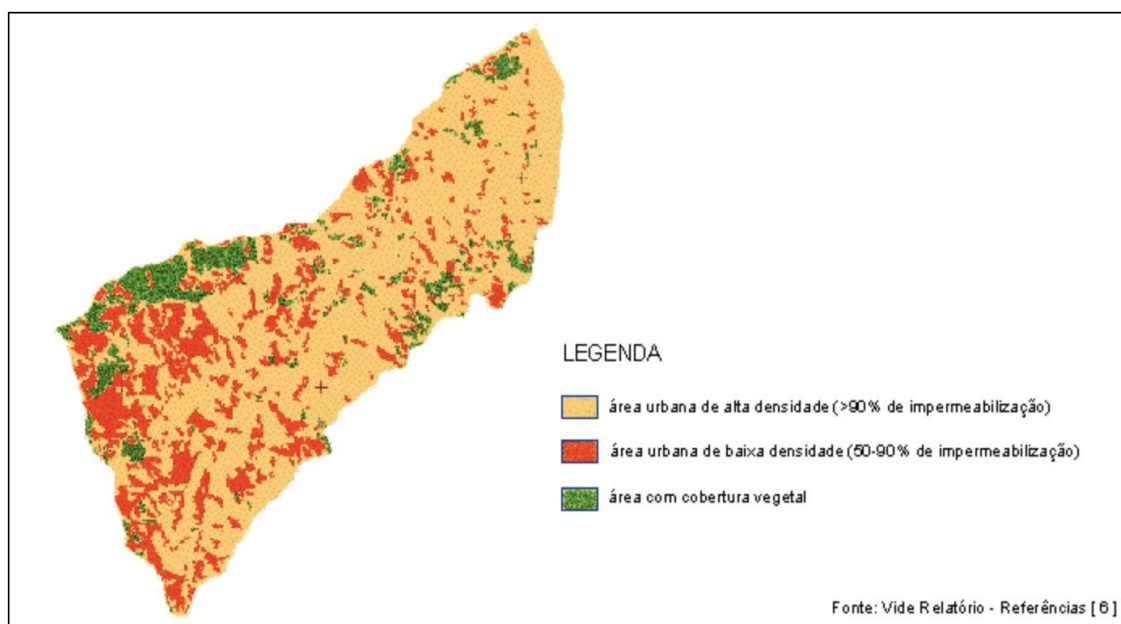 LEGENDA
área urbana de alta densidade (>90% de impermeabilização)
área urbana de baixa densidade (50-90% de impermeabilização)
área com cobertura vegetal
Fonte: Vide Relatório - Referências [ 6 ]